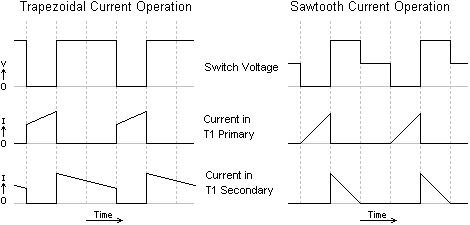 Trapezoidal Current Operation
Sawtooth Current Operation
V
0
Switch Voltage
I
0
Current in
T1 Primary
I
0
Current in
T1 Secondary
Time
Time